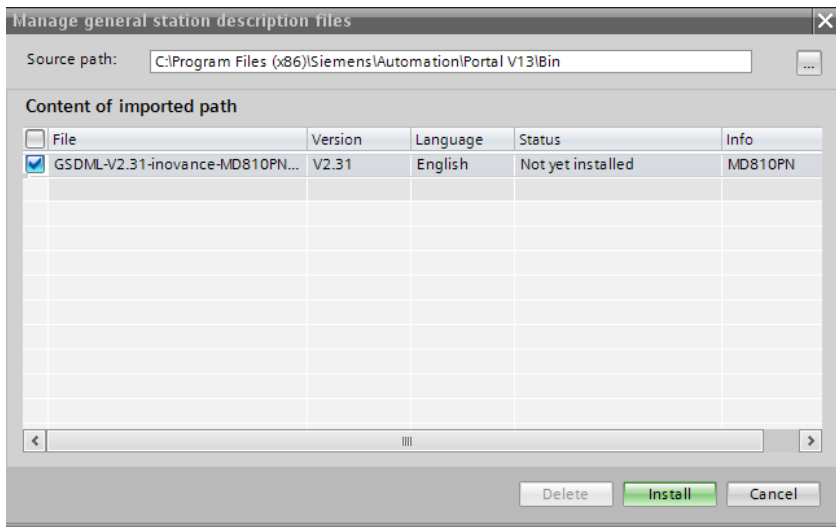 Manage general station description files
Source path: C:\Program Files (x86)\Siemens\Automation\Portal V13\Bin ...
Content of imported path
File Version Language Status Info
GSDML-V2.31-inovance-MD810PN... V2.31 English Not yet installed MD810PN
Delete Install Cancel